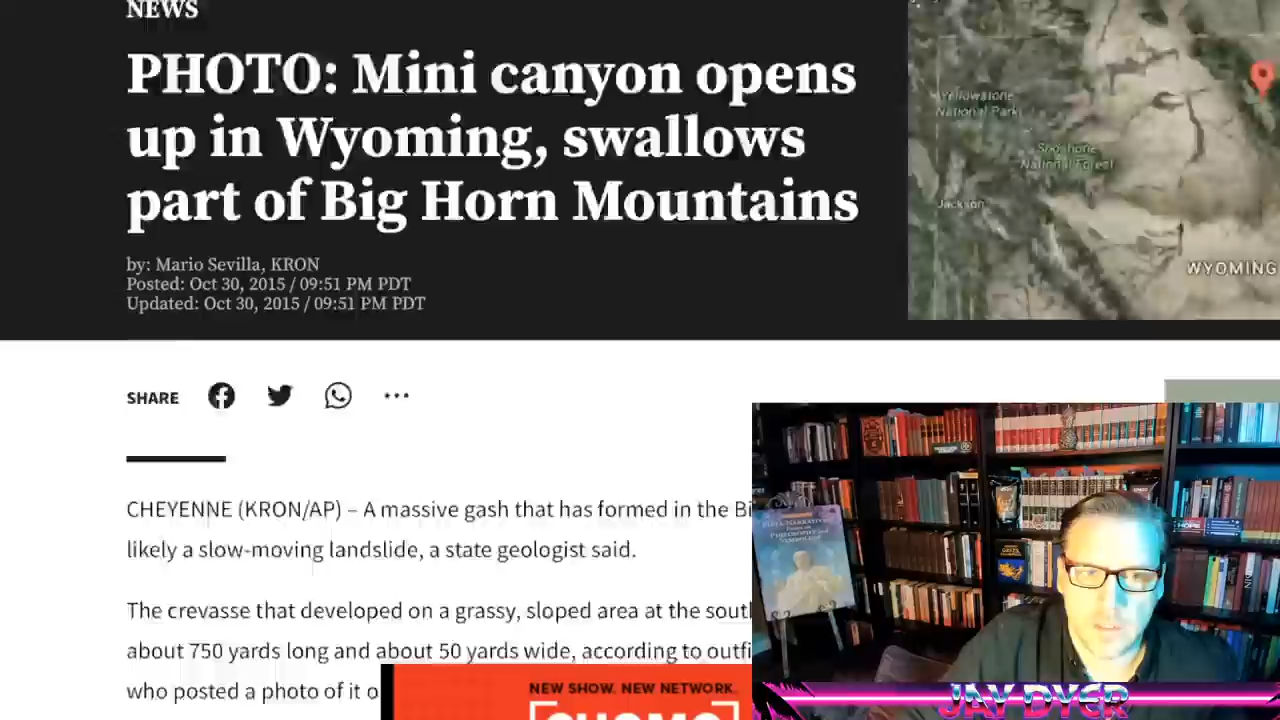 NEWS
PHOTO: Mini canyon opens
up in Wyoming, swallows
part of Big Horn Mountains
by: Mario Sevilla, KRON
Posted: Oct 30, 2015 / 09:51 PM PDT
Updated: Oct 30, 2015 / 09:51 PM PDT
Yellowstone
National Park
Shoshone
National Forest
Jackson
WYOMING
SHARE
CHEYENNE (KRON/AP) – A massive gash that has formed in the Bi
likely a slow-moving landslide, a state geologist said.
The crevasse that developed on a grassy, sloped area at the sout
about 750 yards long and about 50 yards wide, according to outfi
who posted a photo of it o
NEW SHOW. NEW NETWORK.
CUOMO
HOPE
JAY DYER